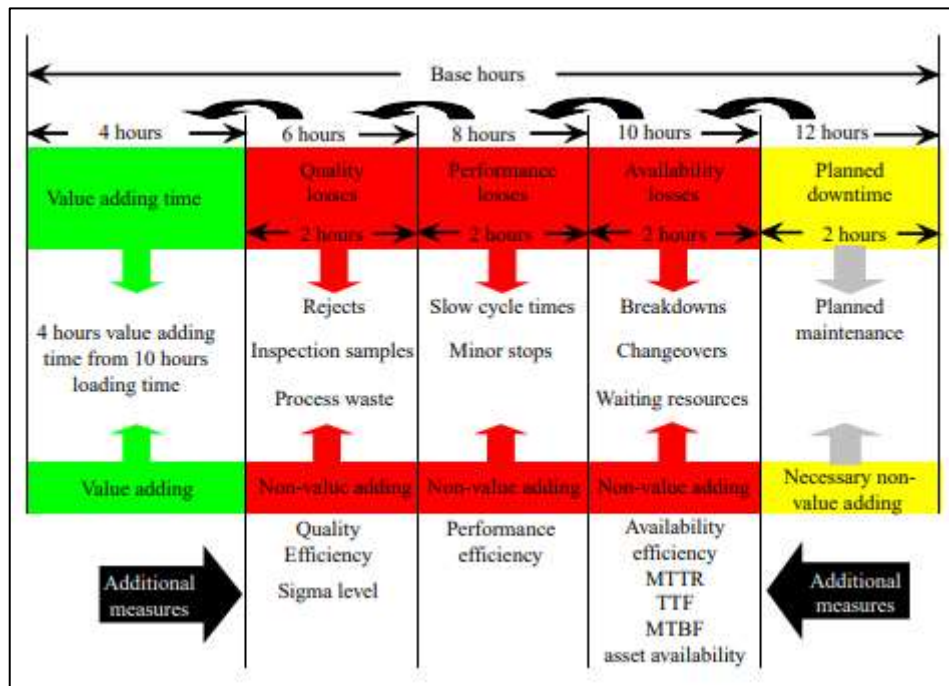 Base hours
4 hours
6 hours
8 hours
10 hours
12 hours
Value adding time
Quality
losses
2 hours
Performance
losses
2 hours
Availability
losses
2 hours
Planned
downtime
2 hours
4 hours value adding
time from 10 hours
loading time
Rejects
Inspection samples
Process waste
Slow cycle times
Minor stops
Breakdowns
Changeovers
Waiting resources
Planned
maintenance
Value adding
Non-value adding
Non-value adding
Non-value adding
Necessary non-
value adding
Additional
measures
Quality
Efficiency
Sigma level
Performance
efficiency
Availability
efficiency
MTTR
TTF
MTBF
asset availability
Additional
measures